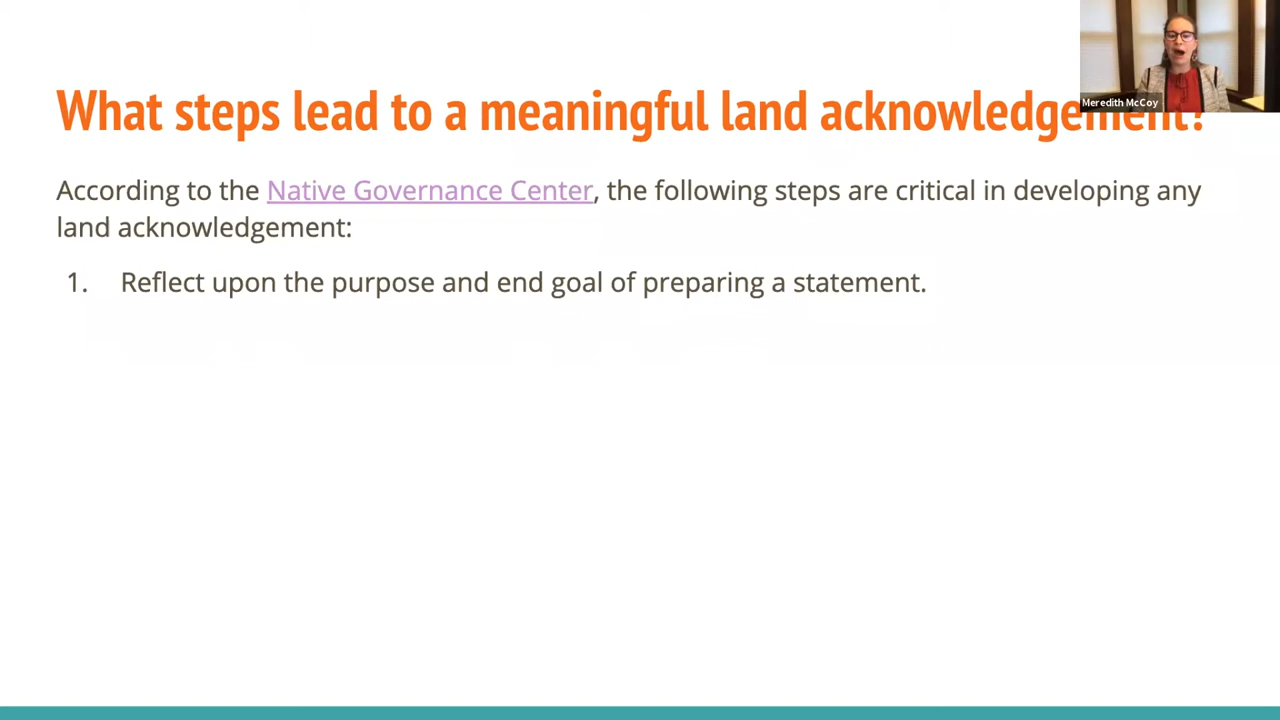 What steps lead to a meaningful land acknowledgement?
Meredith McCoy
According to the Native Governance Center, the following steps are critical in developing any
land acknowledgement:
1. Reflect upon the purpose and end goal of preparing a statement.